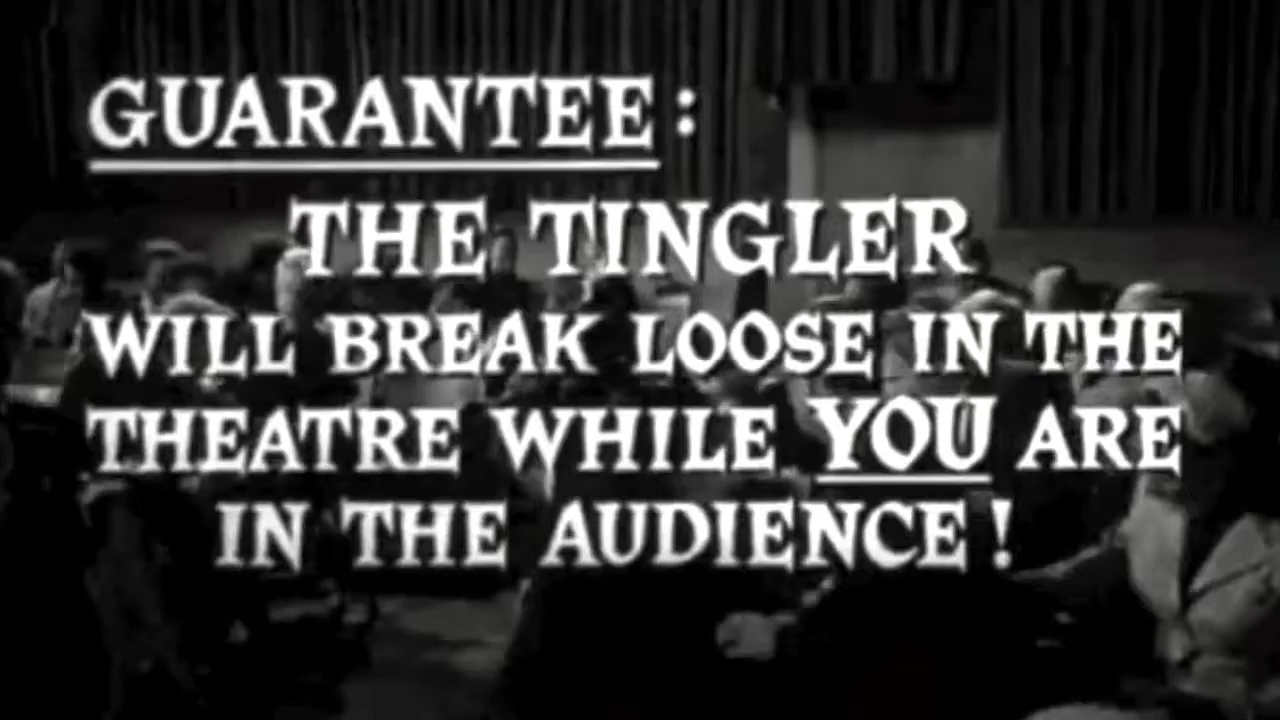 GUARANTEE:
THE TINGLER
WILL BREAK LOOSE IN THE
THEATRE WHILE YOU ARE
IN THE AUDIENCE!